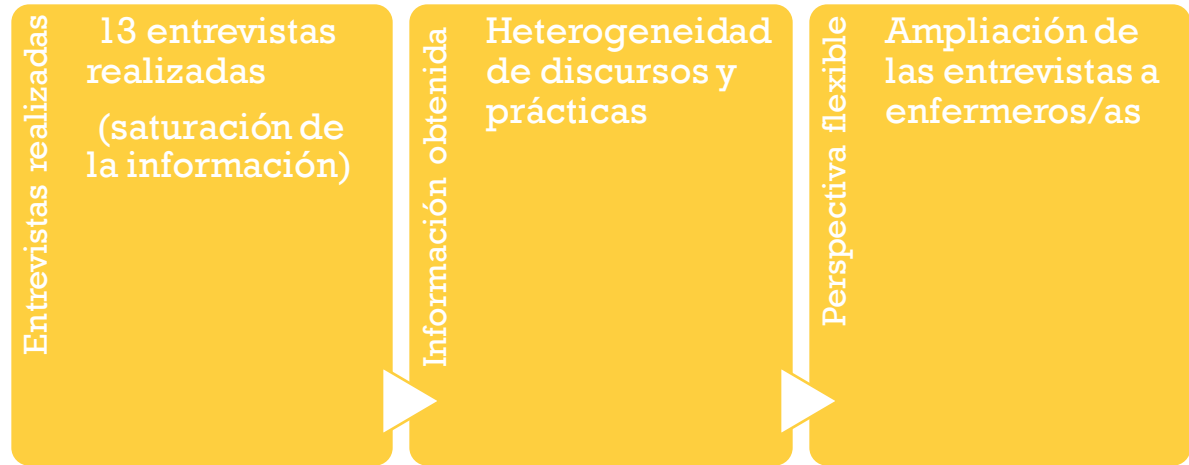 Entrevistas realizadas
13 entrevistas
realizadas
(saturación de
la información)
Información obtenida
Heterogeneidad
de discursos y
prácticas
Perspectiva flexible
Ampliación de
las entrevistas a
enfermeros/as